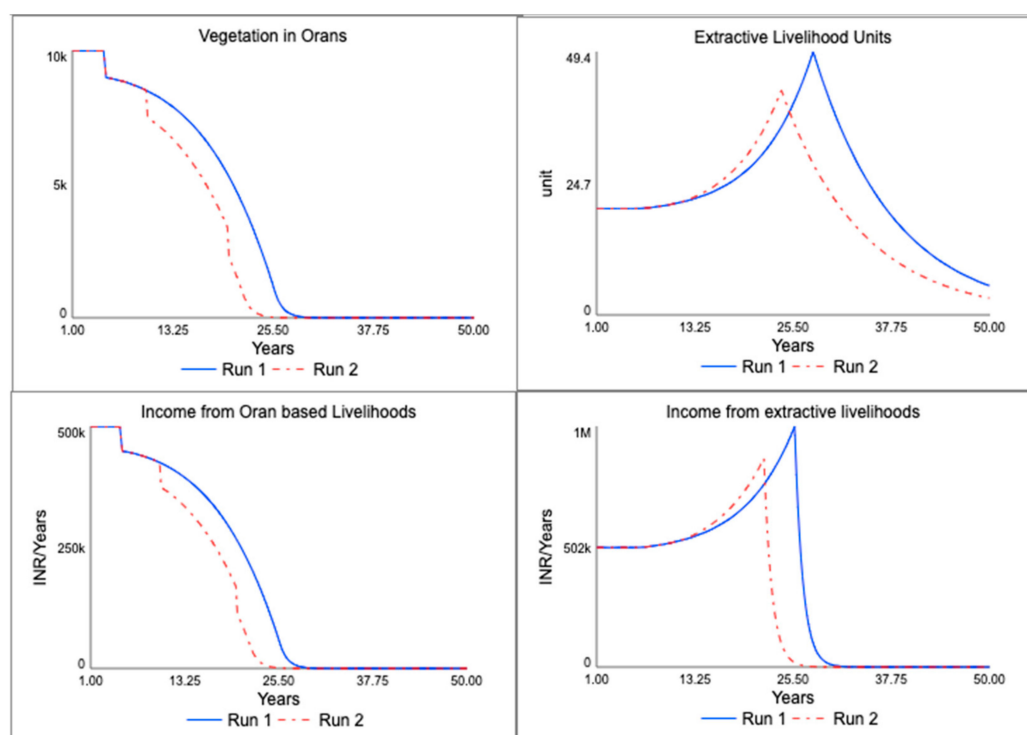 Vegetation in Orans
10k
5k
0
1.00 13.25 25.50 37.75 50.00
Years
Run 1 Run 2
Extractive Livelihood Units
49.4
unit
24.7
0
1.00 13.25 25.50 37.75 50.00
Years
Run 1 Run 2
Income from Oran based Livelihoods
500k
INR/Years
250k
0
1.00 13.25 25.50 37.75 50.00
Years
Run 1 Run 2
Income from extractive livelihoods
1M
INR/Years
502k
0
1.00 13.25 25.50 37.75 50.00
Years
Run 1 Run 2